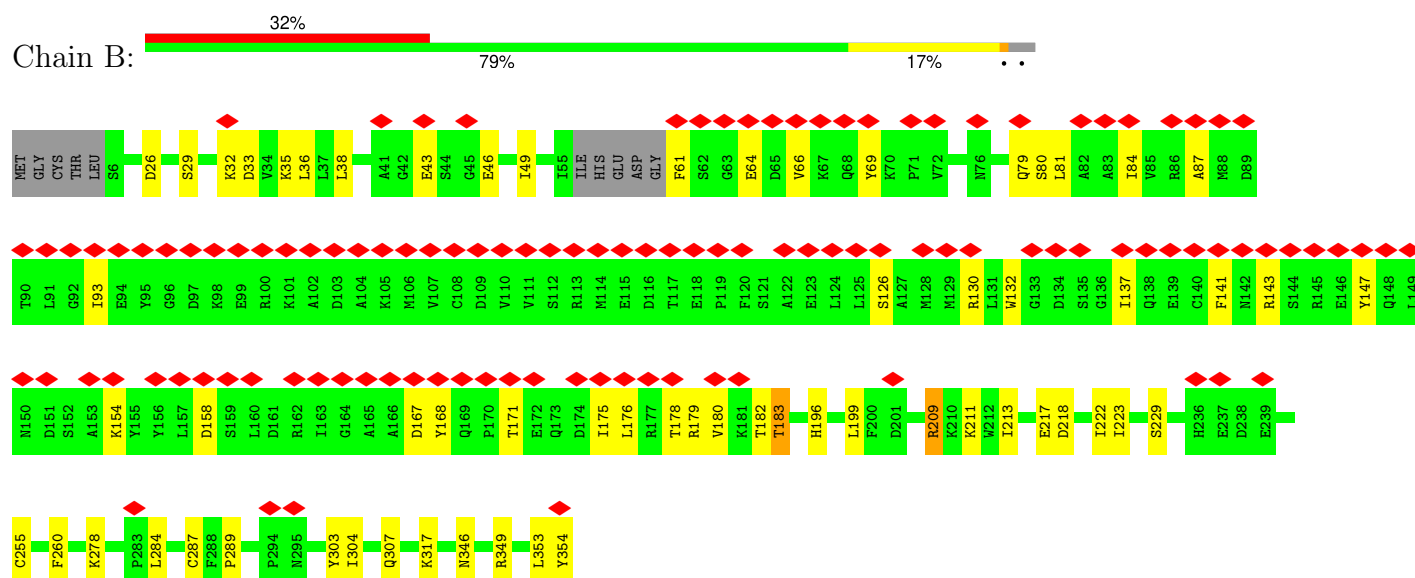 32%
Chain B:
79% 17% • •
MET GLY CYS THR LEU S6 D26 S29 K32 D33 V34 K35 L36 L37 L38 A41 G42 E43 S44 G45 E46 I49 I55 ILE HIS GLU ASP GLY F61 S62 G63 E64 D65 V66 K67 Q68 Y69 K70 P71 V72 N76 Q79 S80 L81 A82 A83 I84 V85 R86 A87 M88 D89
T90 L91 G92 I93 E94 Y95 G96 D97 K98 E99 R100 K101 A102 D103 A104 K105 M106 V107 C108 D109 V110 V111 S112 R113 M114 E115 D116 T117 E118 P119 F120 S121 A122 E123 L124 L125 S126 A127 M128 M129 R130 L131 W132 G133 D134 S135 G136 I137 Q138 E139 C140 F141 N142 R143 S144 R145 E146 Y147 Q148 L149
N150 D151 S152 A153 K154 Y155 Y156 L157 D158 S159 L160 D161 R162 I163 G164 A165 A166 D167 Y168 Q169 P170 T171 E172 Q173 D174 I175 L176 R177 T178 R179 V180 K181 T182 T183 H196 L199 F200 D201 R209 K210 K211 W212 I213 E217 D218 I222 I223 S229 H236 E237 D238 E239
C255 F260 K278 P283 L284 C287 F288 P289 P294 N295 Y303 I304 Q307 K317 N346 R349 L353 Y354